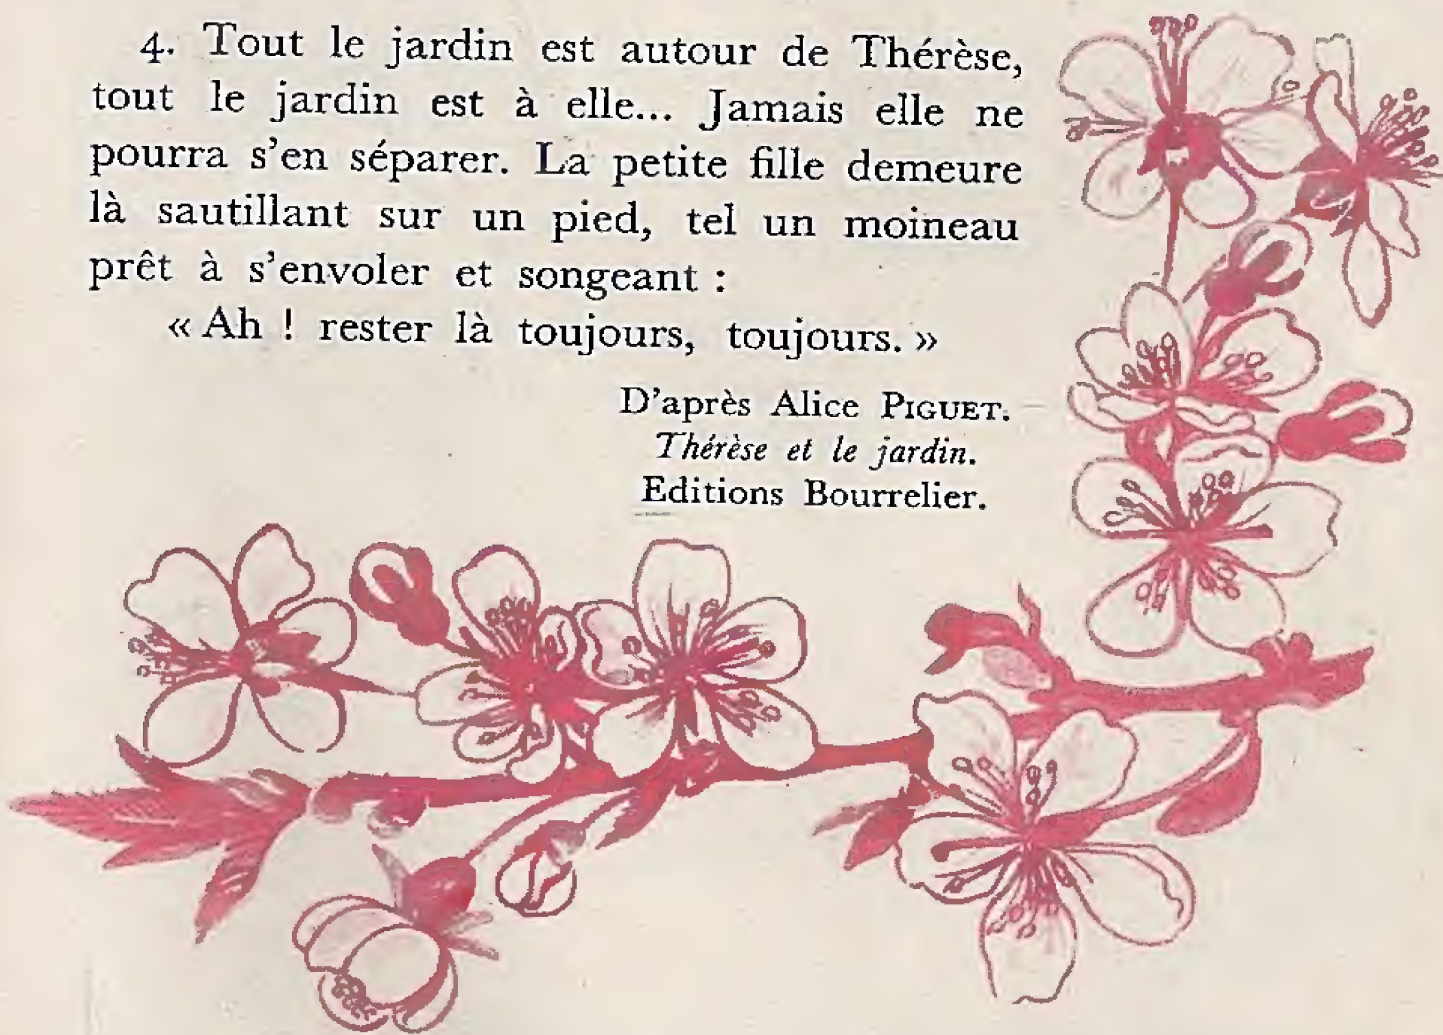 4. Tout le jardin est autour de Thérèse,
tout le jardin est à elle... Jamais elle ne
pourra s'en séparer. La petite fille demeure
là sautillant sur un pied, tel un moineau
prêt à s'envoler et songeant :
« Ah ! rester là toujours, toujours. »
D'après Alice PIGUET.
Thérèse et le jardin.
Editions Bourrelier.